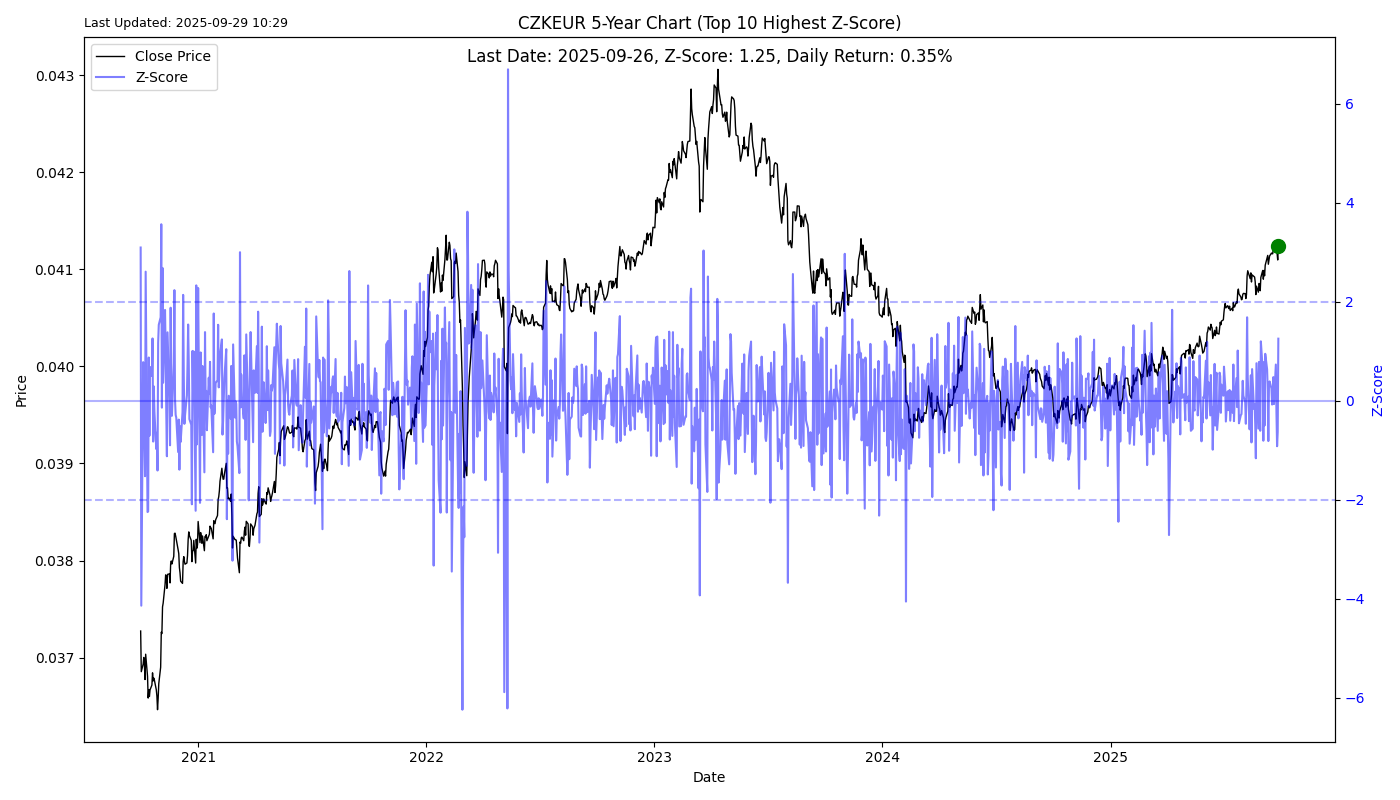 Last Updated: 2025-09-29 10:29
CZKEUR 5-Year Chart (Top 10 Highest Z-Score)
Last Date: 2025-09-26, Z-Score: 1.25, Daily Return: 0.35%
Close Price
Z-Score
0.043
0.042
0.041
0.040
0.039
0.038
0.037
Price
6
4
2
0
−2
−4
−6
Z-Score
2021
2022
2023
2024
2025
Date